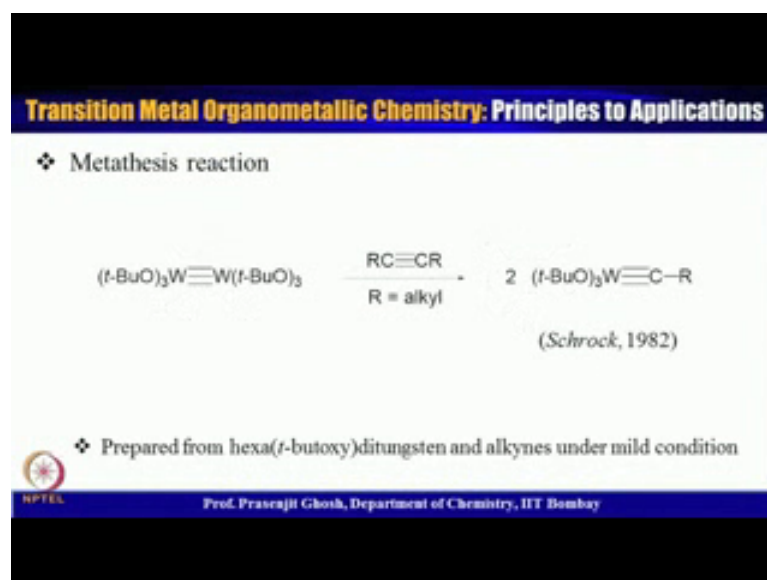 Transition Metal Organometallic Chemistry: Principles to Applications
❖ Metathesis reaction
(t-BuO)₃W≡W(t-BuO)₃
RC≡CR
R = alkyl
2 (t-BuO)₃W≡C–R
(Schrock, 1982)
❖ Prepared from hexa(t-butoxy)ditungsten and alkynes under mild condition
NPTEL
Prof. Prasenjit Ghosh, Department of Chemistry, IIT Bombay